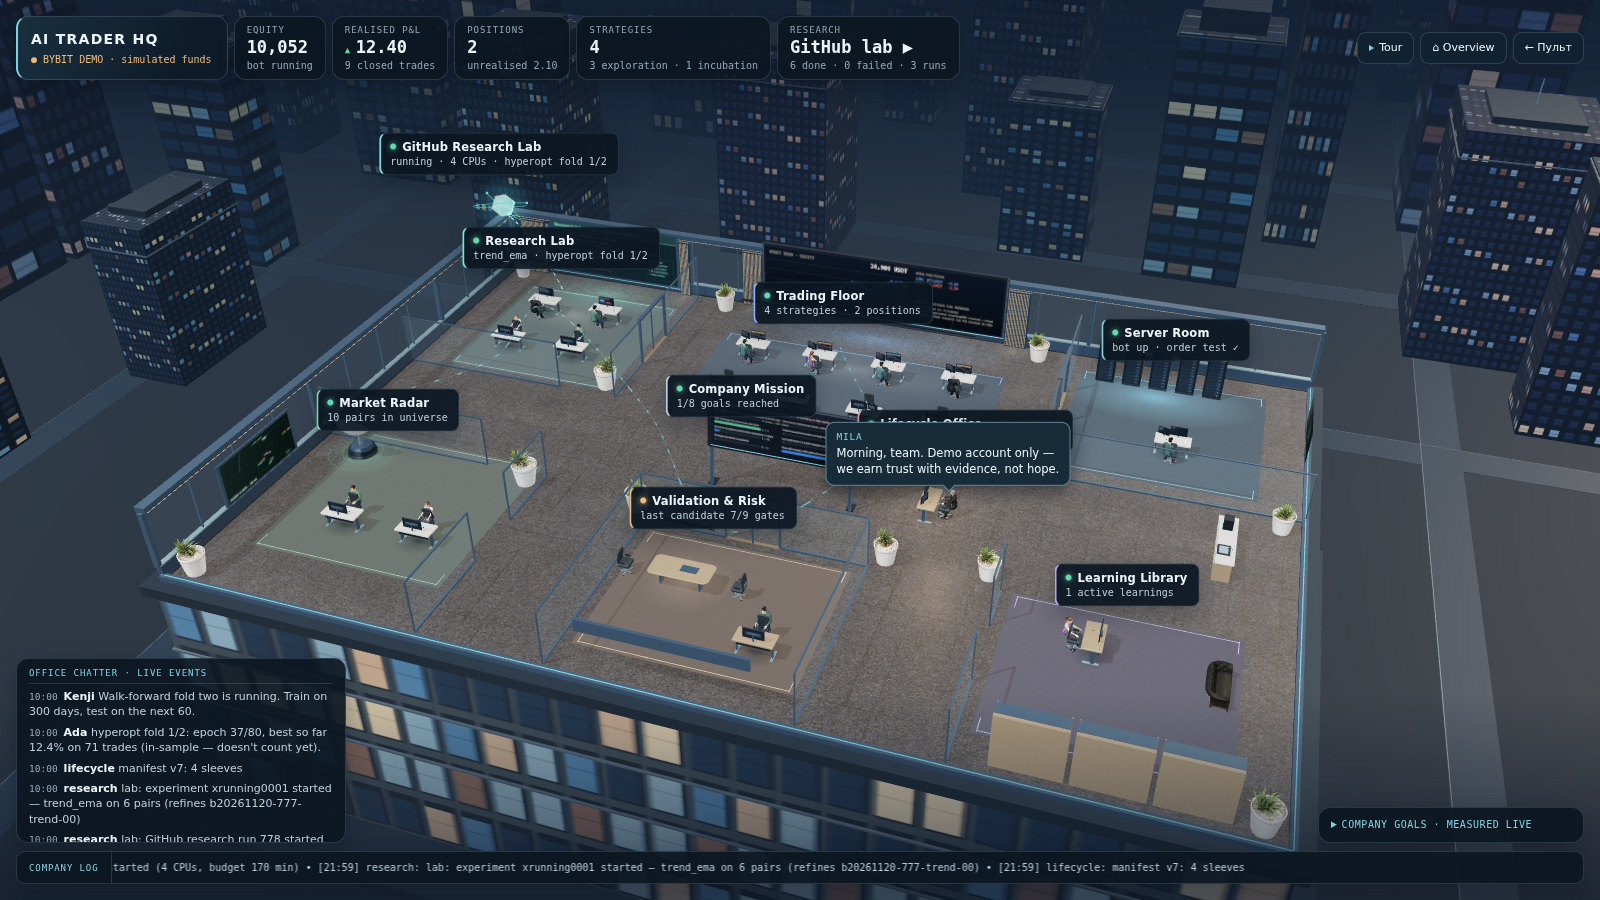 AI TRADER HQ
● BYBIT DEMO · simulated funds
EQUITY
10,052
bot running
REALISED P&L
▲ 12.40
9 closed trades
POSITIONS
2
unrealised 2.10
STRATEGIES
4
3 exploration · 1 incubation
RESEARCH
GitHub lab ▶
6 done · 0 failed · 3 runs
▸ Tour
⌂ Overview
← Пульт
GitHub Research Lab
running · 4 CPUs · hyperopt fold 1/2
Research Lab
trend_ema · hyperopt fold 1/2
Trading Floor
4 strategies · 2 positions
Server Room
bot up · order test ✓
Company Mission
1/8 goals reached
Market Radar
10 pairs in universe
Lifecycle Office
MILA
Morning, team. Demo account only —
we earn trust with evidence, not hope.
Validation & Risk
last candidate 7/9 gates
Learning Library
1 active learnings
OFFICE CHATTER · LIVE EVENTS
10:00 Kenji Walk-forward fold two is running. Train on
300 days, test on the next 60.
10:00 Ada hyperopt fold 1/2: epoch 37/80, best so far
12.4% on 71 trades (in-sample — doesn't count yet).
10:00 lifecycle manifest v7: 4 sleeves
10:00 research lab: experiment xrunning0001 started
— trend_ema on 6 pairs (refines b20261120-777-
trend-00)
10:00 research lab: GitHub research run 778 started
▶ COMPANY GOALS · MEASURED LIVE
COMPANY LOG
tarted (4 CPUs, budget 170 min) • [21:59] research: lab: experiment xrunning0001 started — trend_ema on 6 pairs (refines b20261120-777-trend-00) • [21:59] lifecycle: manifest v7: 4 sleeves